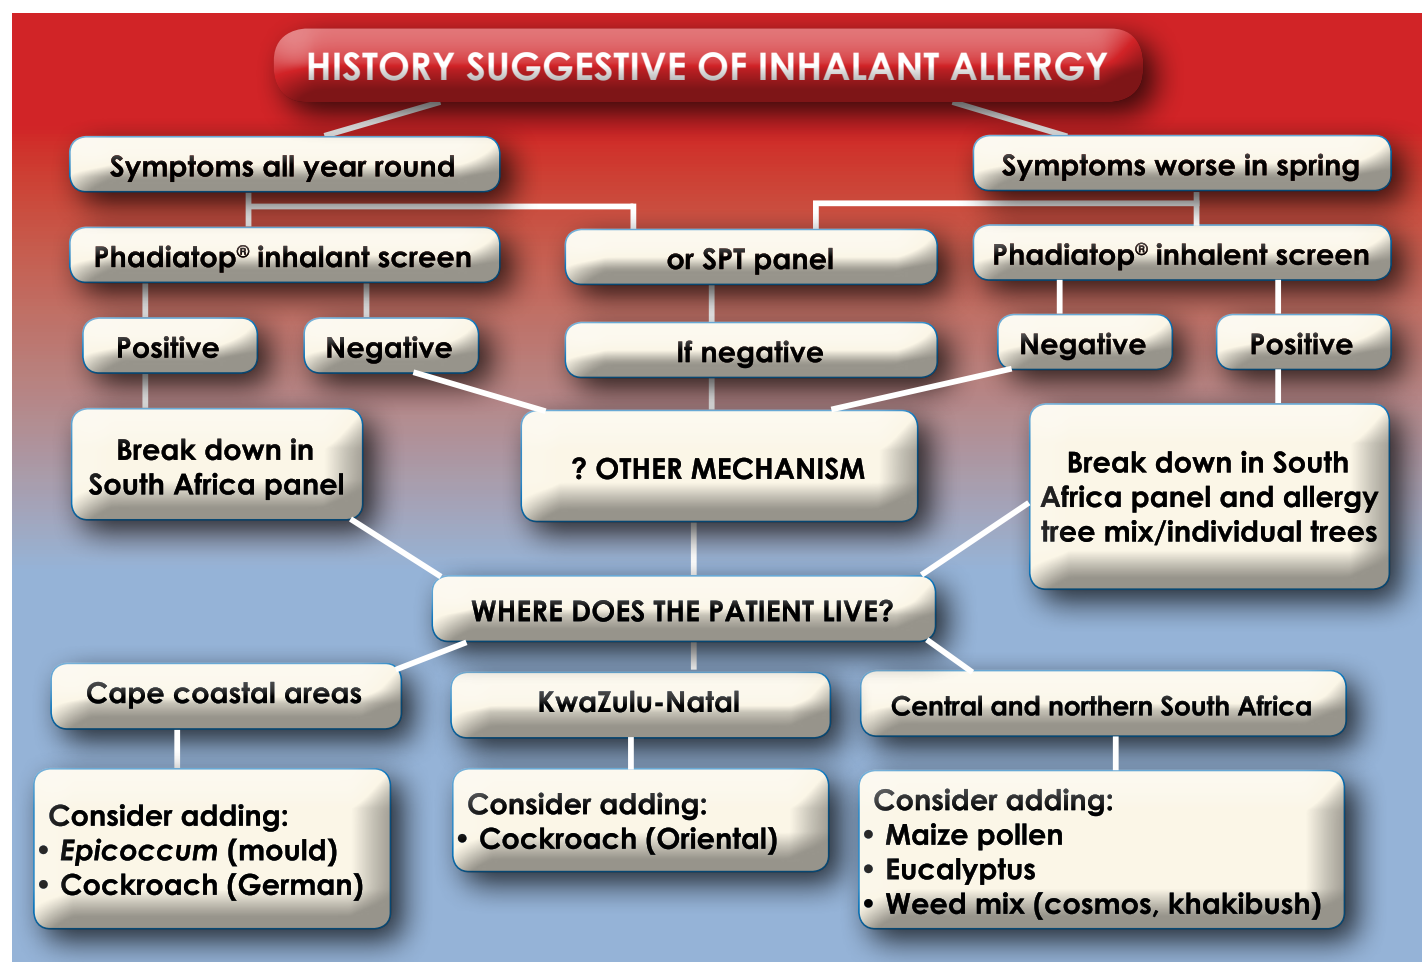 HISTORY SUGGESTIVE OF INHALANT ALLERGY
Symptoms all year round
Symptoms worse in spring
Phadiatop® inhalant screen
or SPT panel
Phadiatop® inhalent screen
Positive
Negative
If negative
Negative
Positive
Break down in
South Africa panel
? OTHER MECHANISM
Break down in South
Africa panel and allergy
tree mix/individual trees
WHERE DOES THE PATIENT LIVE?
Cape coastal areas
KwaZulu-Natal
Central and northern South Africa
Consider adding:
• Epicoccum (mould)
• Cockroach (German)
Consider adding:
• Cockroach (Oriental)
Consider adding:
• Maize pollen
• Eucalyptus
• Weed mix (cosmos, khakibush)